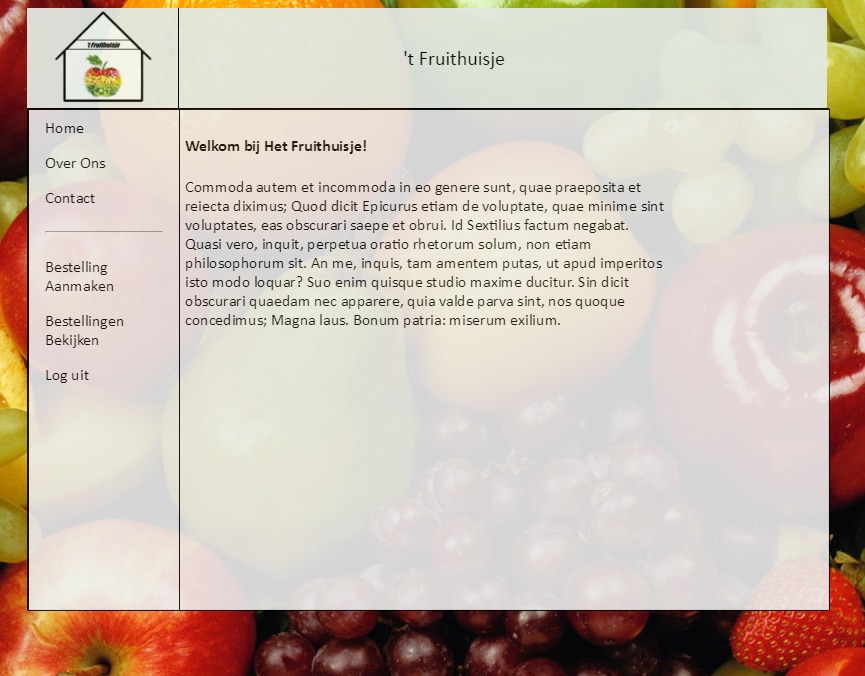 't Fruithuisje
't Fruithuisje
Home
Over Ons
Contact
Bestelling
Aanmaken
Bestellingen
Bekijken
Log uit
Welkom bij Het Fruithuisje!
Commoda autem et incommoda in eo genere sunt, quae praeposita et
reiecta diximus; Quod dicit Epicurus etiam de voluptate, quae minime sint
voluptates, eas obscurari saepe et obrui. Id Sextilius factum negabat.
Quasi vero, inquit, perpetua oratio rhetorum solum, non etiam
philosophorum sit. An me, inquis, tam amentem putas, ut apud imperitos
isto modo loquar? Suo enim quisque studio maxime ducitur. Sin dicit
obscurari quaedam nec apparere, quia valde parva sint, nos quoque
concedimus; Magna laus. Bonum patria: miserum exilium.